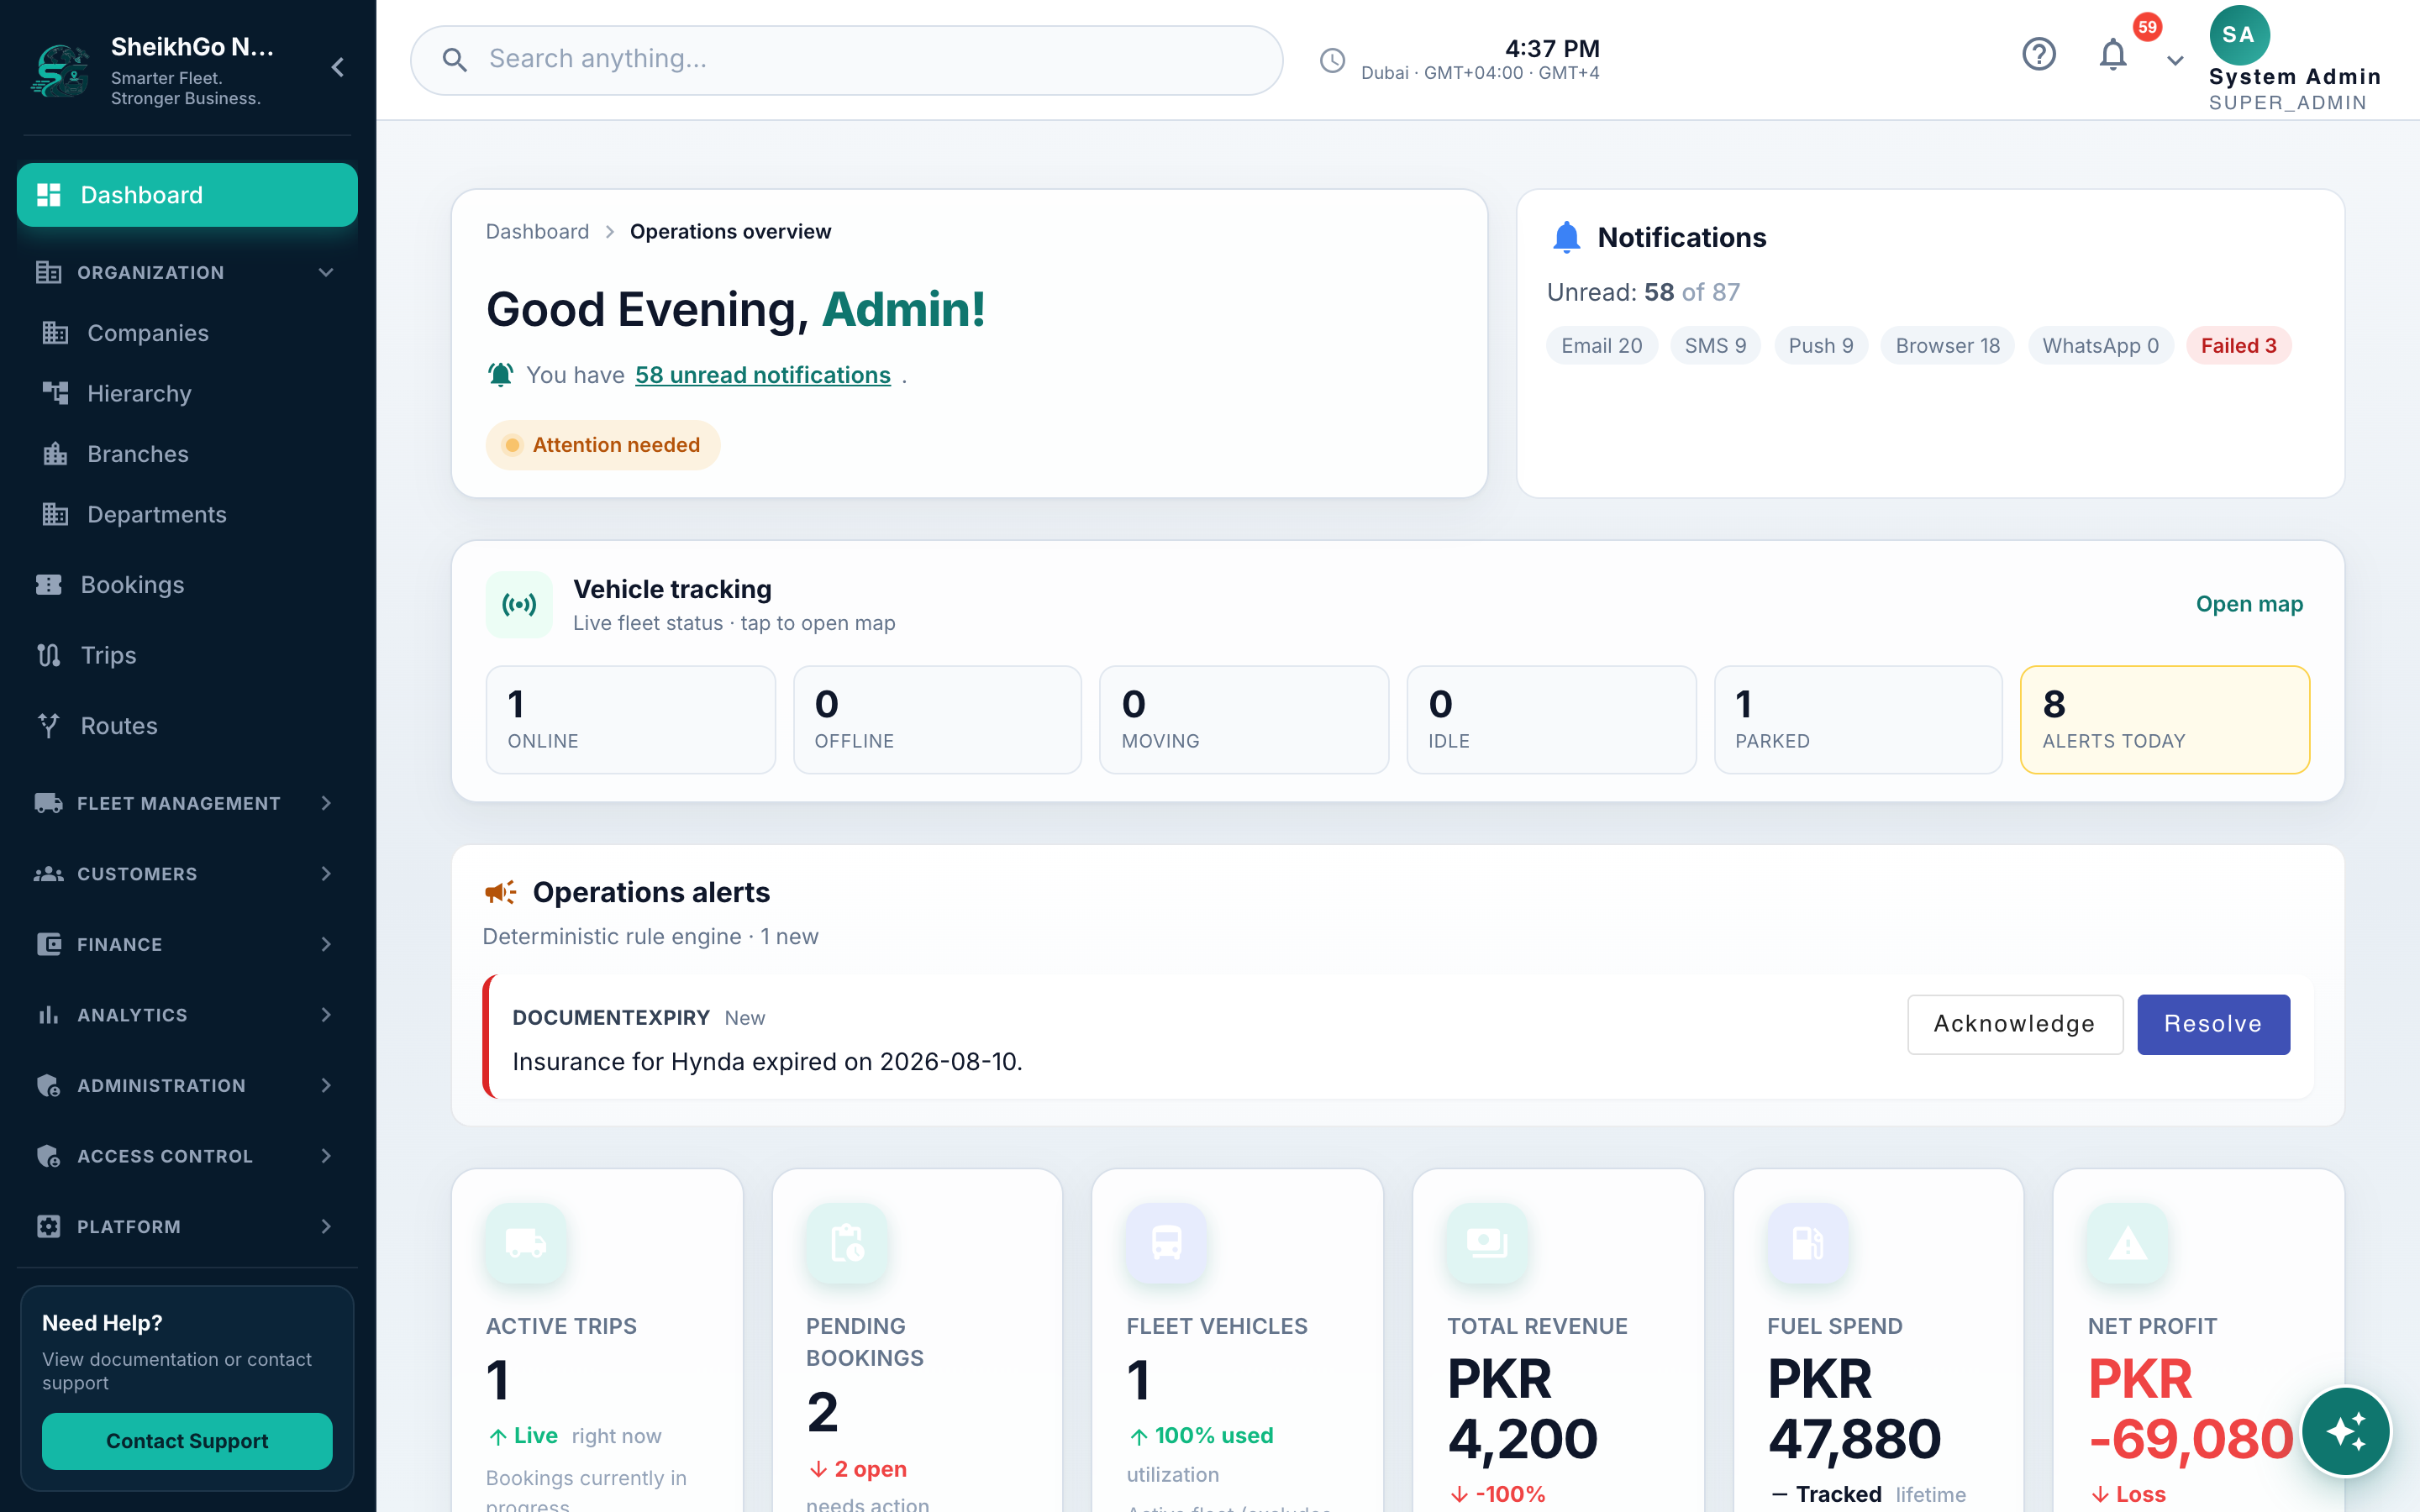 SheikhGo N...
Smarter Fleet.
Stronger Business.
Dashboard
ORGANIZATION
Companies
Hierarchy
Branches
Departments
Bookings
Trips
Routes
FLEET MANAGEMENT
CUSTOMERS
FINANCE
ANALYTICS
ADMINISTRATION
ACCESS CONTROL
PLATFORM
Need Help?
View documentation or contact
support
Contact Support
Search anything...
4:37 PM
Dubai · GMT+04:00 · GMT+4
59
SA
System Admin
SUPER_ADMIN
Dashboard > Operations overview
Good Evening, Admin!
You have 58 unread notifications .
Attention needed
Notifications
Unread: 58 of 87
Email 20 SMS 9 Push 9 Browser 18 WhatsApp 0 Failed 3
Vehicle tracking
Live fleet status · tap to open map
Open map
1
ONLINE
0
OFFLINE
0
MOVING
0
IDLE
1
PARKED
8
ALERTS TODAY
Operations alerts
Deterministic rule engine · 1 new
DOCUMENTEXPIRY New
Insurance for Hynda expired on 2026-08-10.
Acknowledge
Resolve
ACTIVE TRIPS
1
Live right now
Bookings currently in
progress
PENDING
BOOKINGS
2
2 open
needs action
FLEET VEHICLES
1
100% used
utilization
Active fleet (excludes
TOTAL REVENUE
PKR
4,200
-100%
FUEL SPEND
PKR
47,880
Tracked lifetime
NET PROFIT
PKR
-69,080
Loss